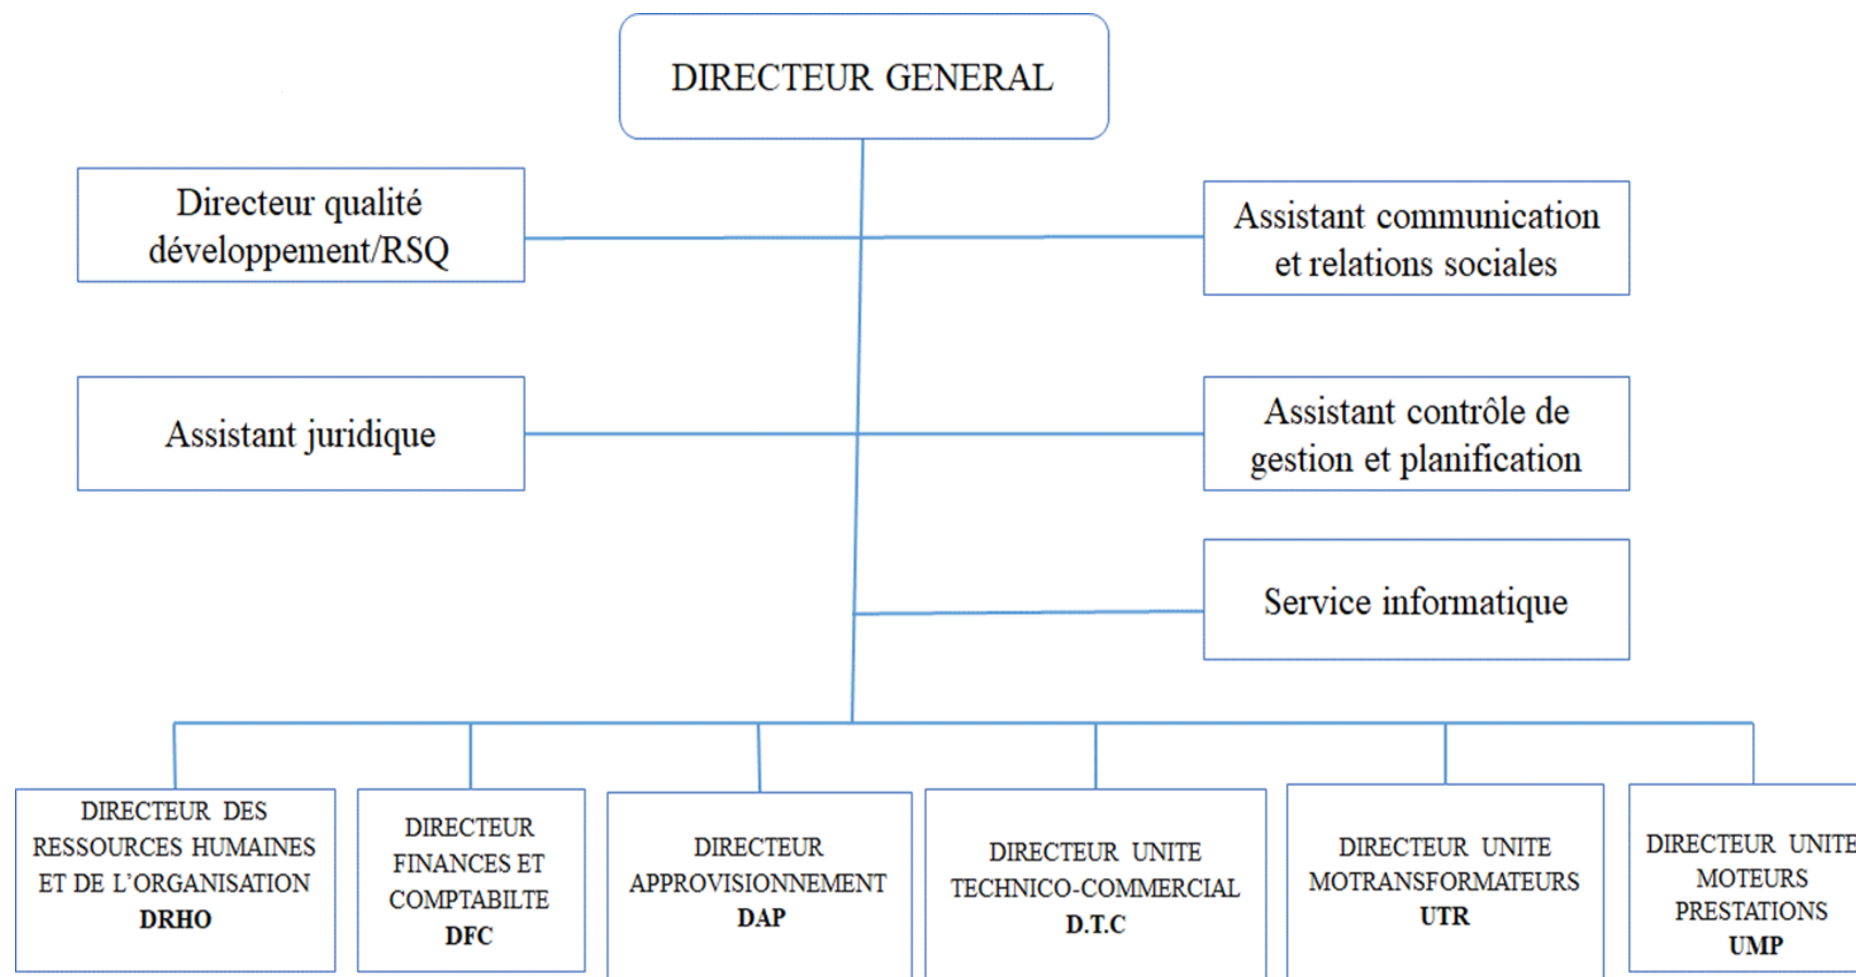 DIRECTEUR GENERAL
Directeur qualité
développement/RSQ
Assistant communication
et relations sociales
Assistant juridique
Assistant contrôle de
gestion et planification
Service informatique
DIRECTEUR DES
RESSOURCES HUMAINES
ET DE L’ORGANISATION
DRHO
DIRECTEUR
FINANCES ET
COMPTABILTE
DFC
DIRECTEUR
APPROVISIONNEMENT
DAP
DIRECTEUR UNITE
TECHNICO-COMMERCIAL
D.T.C
DIRECTEUR UNITE
MOTRANSFORMATEURS
UTR
DIRECTEUR UNITE
MOTEURS
PRESTATIONS
UMP